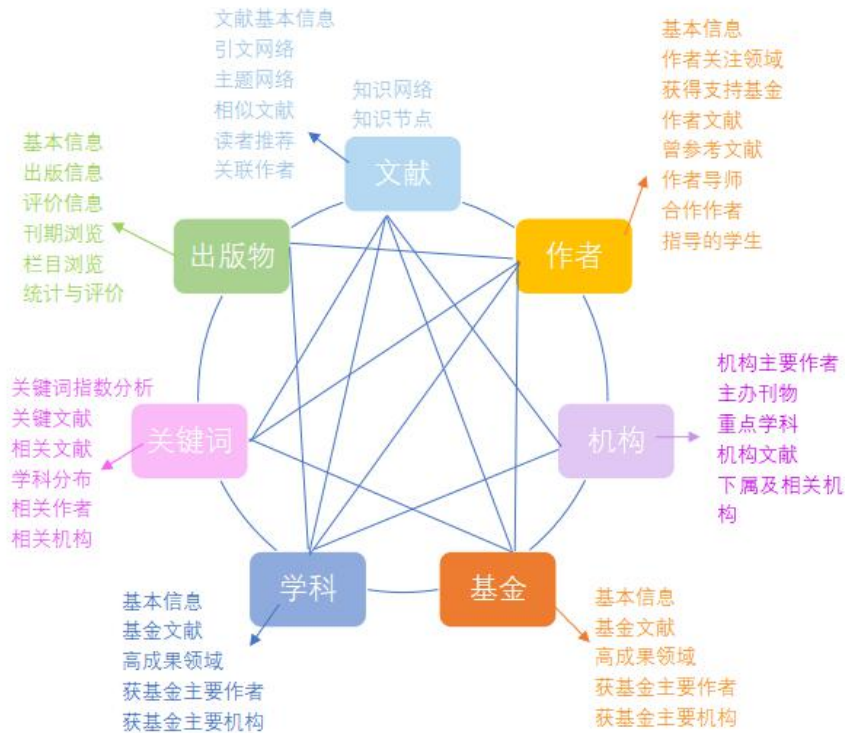 文献基本信息
引文网络
主题网络
相似文献
读者推荐
关联作者
知识网络
知识节点
文献
基本信息
作者关注领域
获得支持基金
作者文献
曾参考文献
作者导师
合作作者
指导的学生
作者
基本信息
出版信息
评价信息
刊期浏览
栏目浏览
统计与评价
出版物
关键词指数分析
关键文献
相关文献
学科分布
相关作者
相关机构
关键词
机构
机构主要作者
主办刊物
重点学科
机构文献
下属及相关机
构
学科
基本信息
基金文献
高成果领域
获基金主要作者
获基金主要机构
基金
基本信息
基金文献
高成果领域
获基金主要作者
获基金主要机构